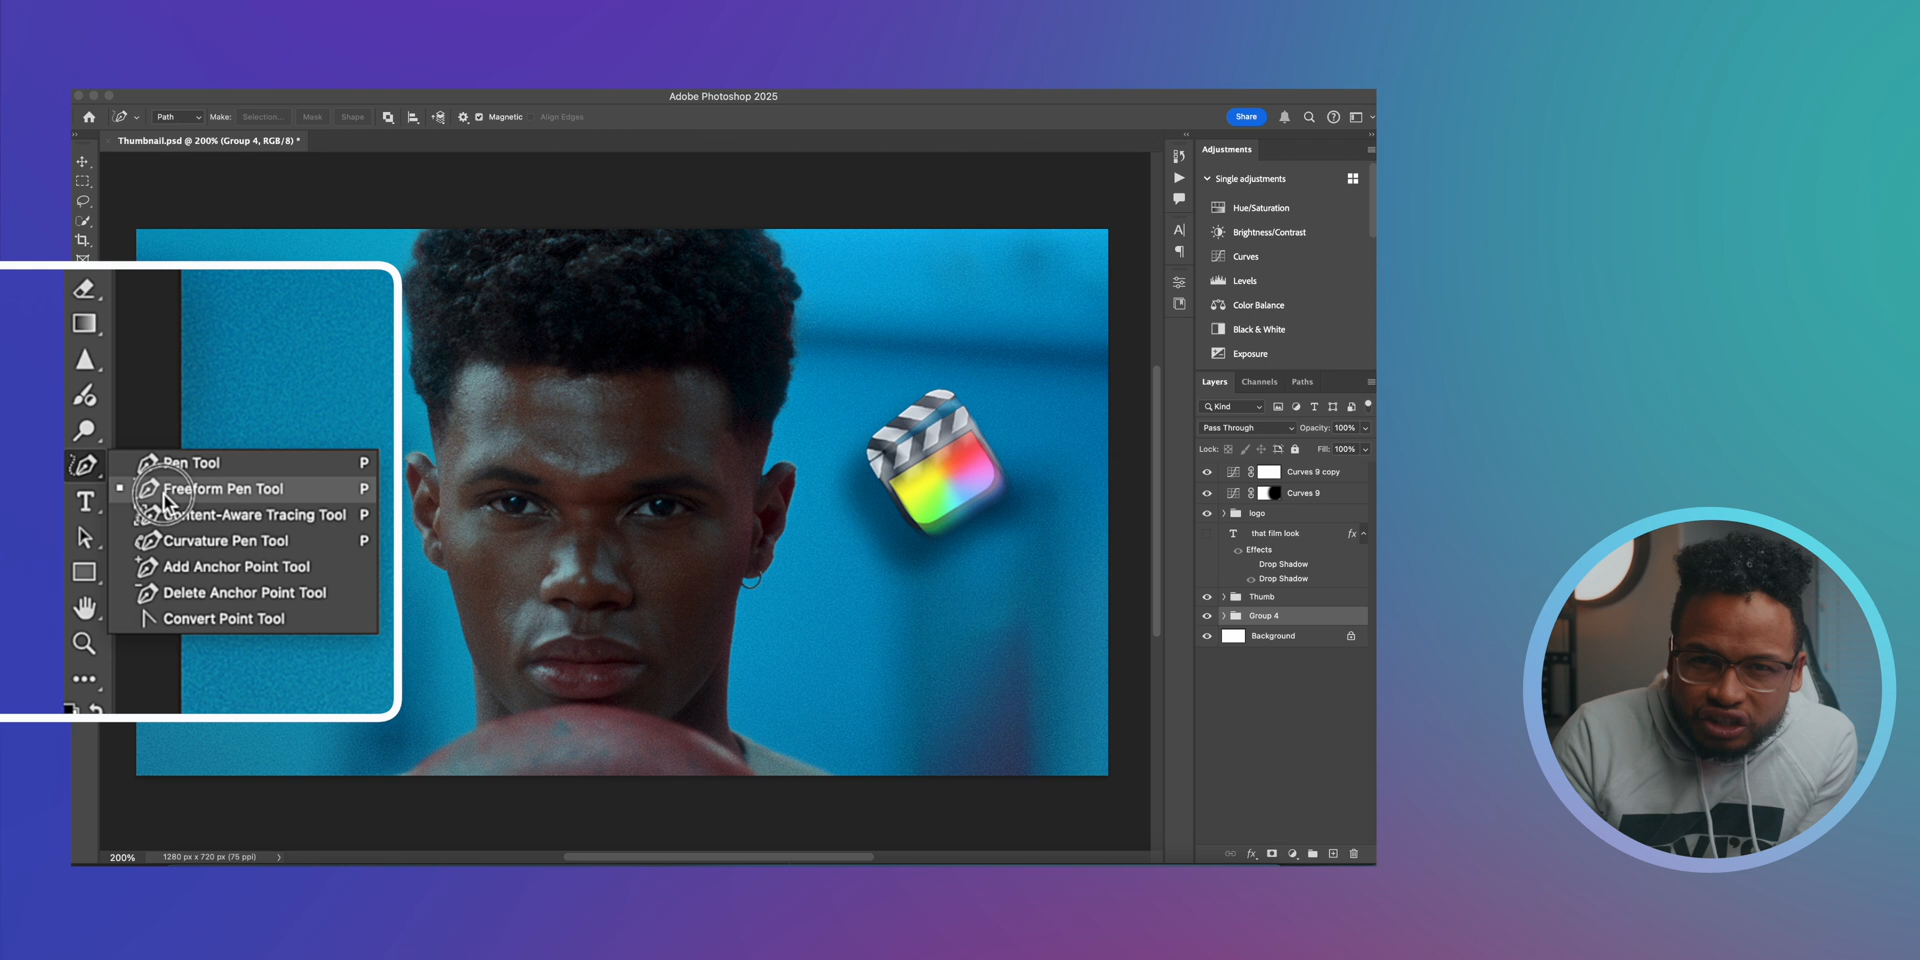 Adobe Photoshop 2025
Path Make: Selection... Mask Shape Magnetic Align Edges Share
Thumbnail.psd @ 200% (Group 4, RGB/8) *
Pen Tool P
Freeform Pen Tool P
Content-Aware Tracing Tool P
Curvature Pen Tool P
Add Anchor Point Tool
Delete Anchor Point Tool
Convert Point Tool
Adjustments
Single adjustments
Hue/Saturation
Brightness/Contrast
Curves
Levels
Color Balance
Black & White
Exposure
Layers Channels Paths
Kind
Pass Through Opacity: 100%
Lock: Fill: 100%
Curves 9 copy
Curves 9
logo
that film look fx
Effects
Drop Shadow
Drop Shadow
Thumb
Group 4
Background
fx
200% 1280 px x 720 px (75 ppi)